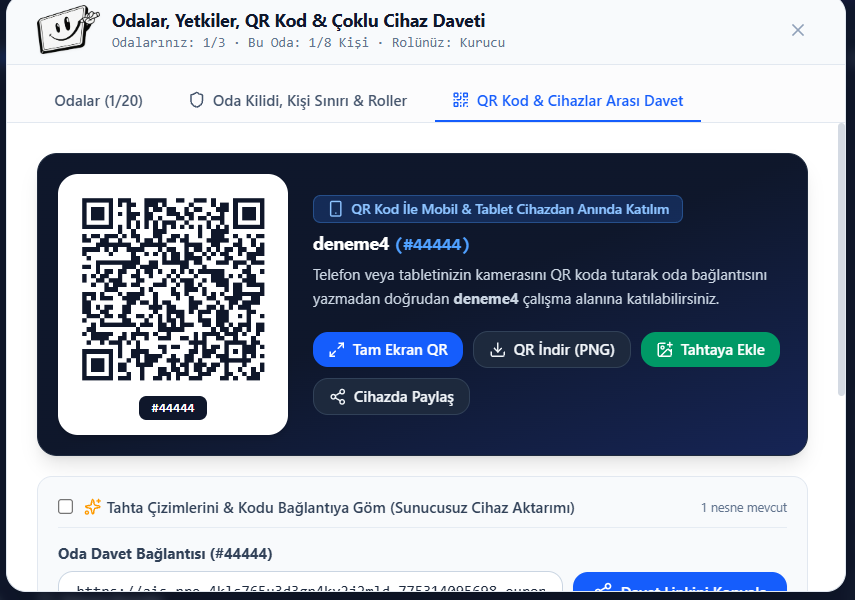 Odalar, Yetkiler, QR Kod & Çoklu Cihaz Daveti
Odalarınız: 1/3 · Bu Oda: 1/8 Kişi · Rolünüz: Kurucu
Odalar (1/20)
Oda Kilidi, Kişi Sınırı & Roller
QR Kod & Cihazlar Arası Davet
QR Kod İle Mobil & Tablet Cihazdan Anında Katılım
deneme4 (#44444)
Telefon veya tabletinizin kamerasını QR koda tutarak oda bağlantısını
yazmadan doğrudan deneme4 çalışma alanına katılabilirsiniz.
Tam Ekran QR
QR İndir (PNG)
Tahtaya Ekle
Cihazda Paylaş
#44444
Tahta Çizimlerini & Kodu Bağlantıya Göm (Sunucusuz Cihaz Aktarımı)
1 nesne mevcut
Oda Davet Bağlantısı (#44444)
Davet Linkini Kopyala